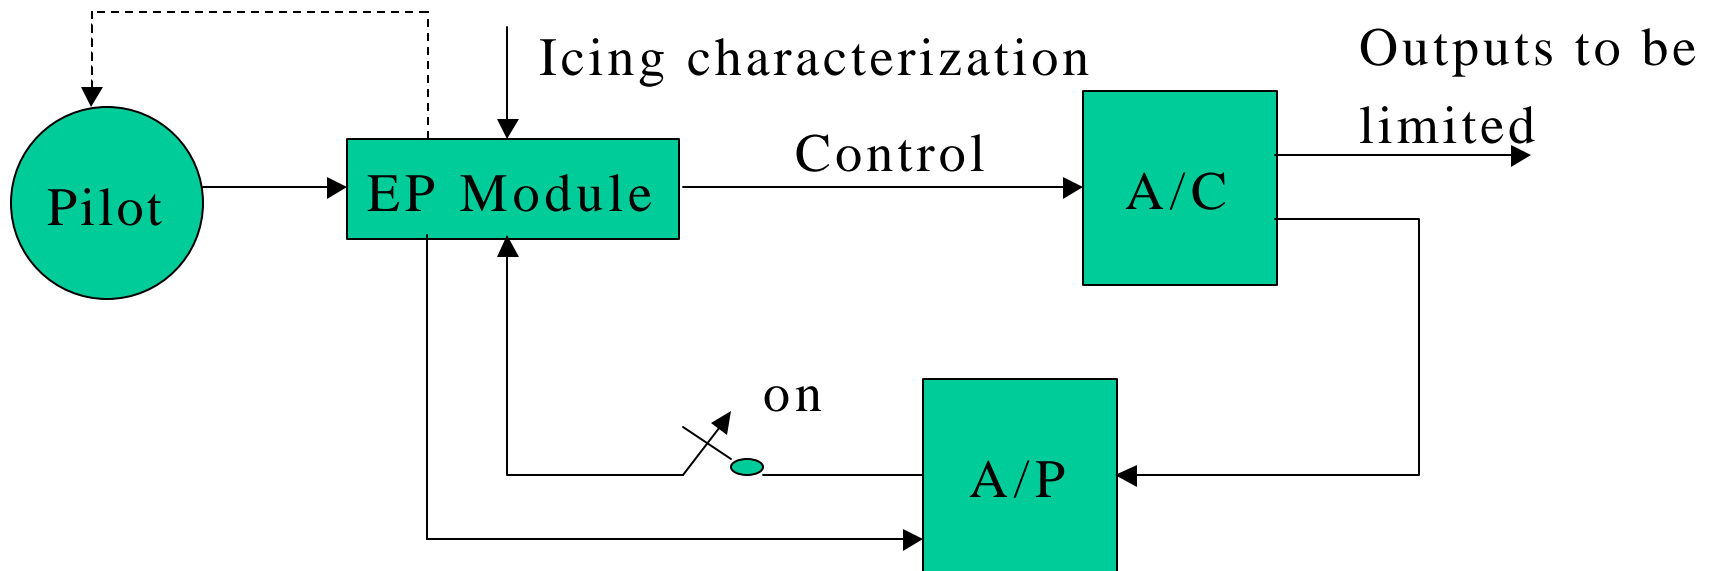 Icing characterization
Outputs to be
limited
Control
Pilot
EP Module
A/C
on
A/P